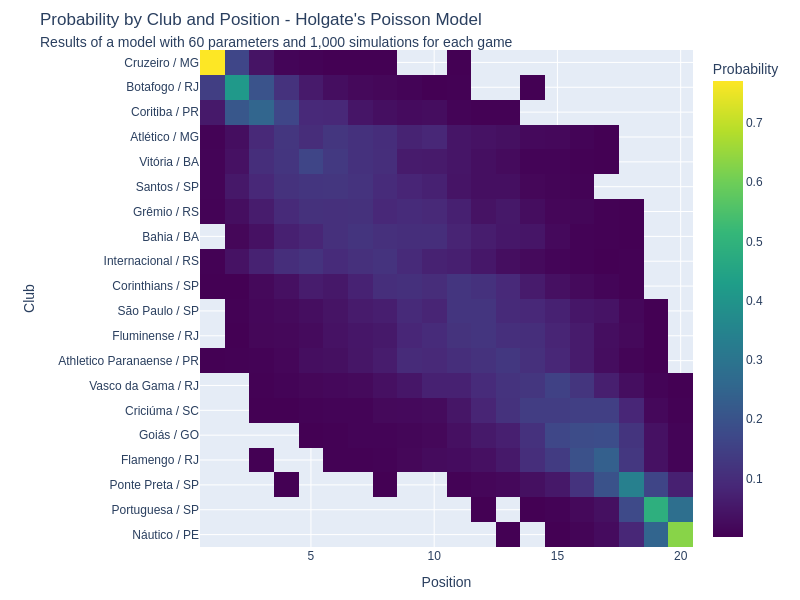 Probability by Club and Position - Holgate's Poisson Model
Results of a model with 60 parameters and 1,000 simulations for each game
Probability
Cruzeiro / MG
Botafogo / RJ
Coritiba / PR
Atlético / MG
Vitória / BA
Santos / SP
Grêmio / RS
Bahia / BA
Internacional / RS
Corinthians / SP
São Paulo / SP
Fluminense / RJ
Athletico Paranaense / PR
Vasco da Gama / RJ
Criciúma / SC
Goiás / GO
Flamengo / RJ
Ponte Preta / SP
Portuguesa / SP
Náutico / PE
Club
5
10
15
20
Position
0.7
0.6
0.5
0.4
0.3
0.2
0.1